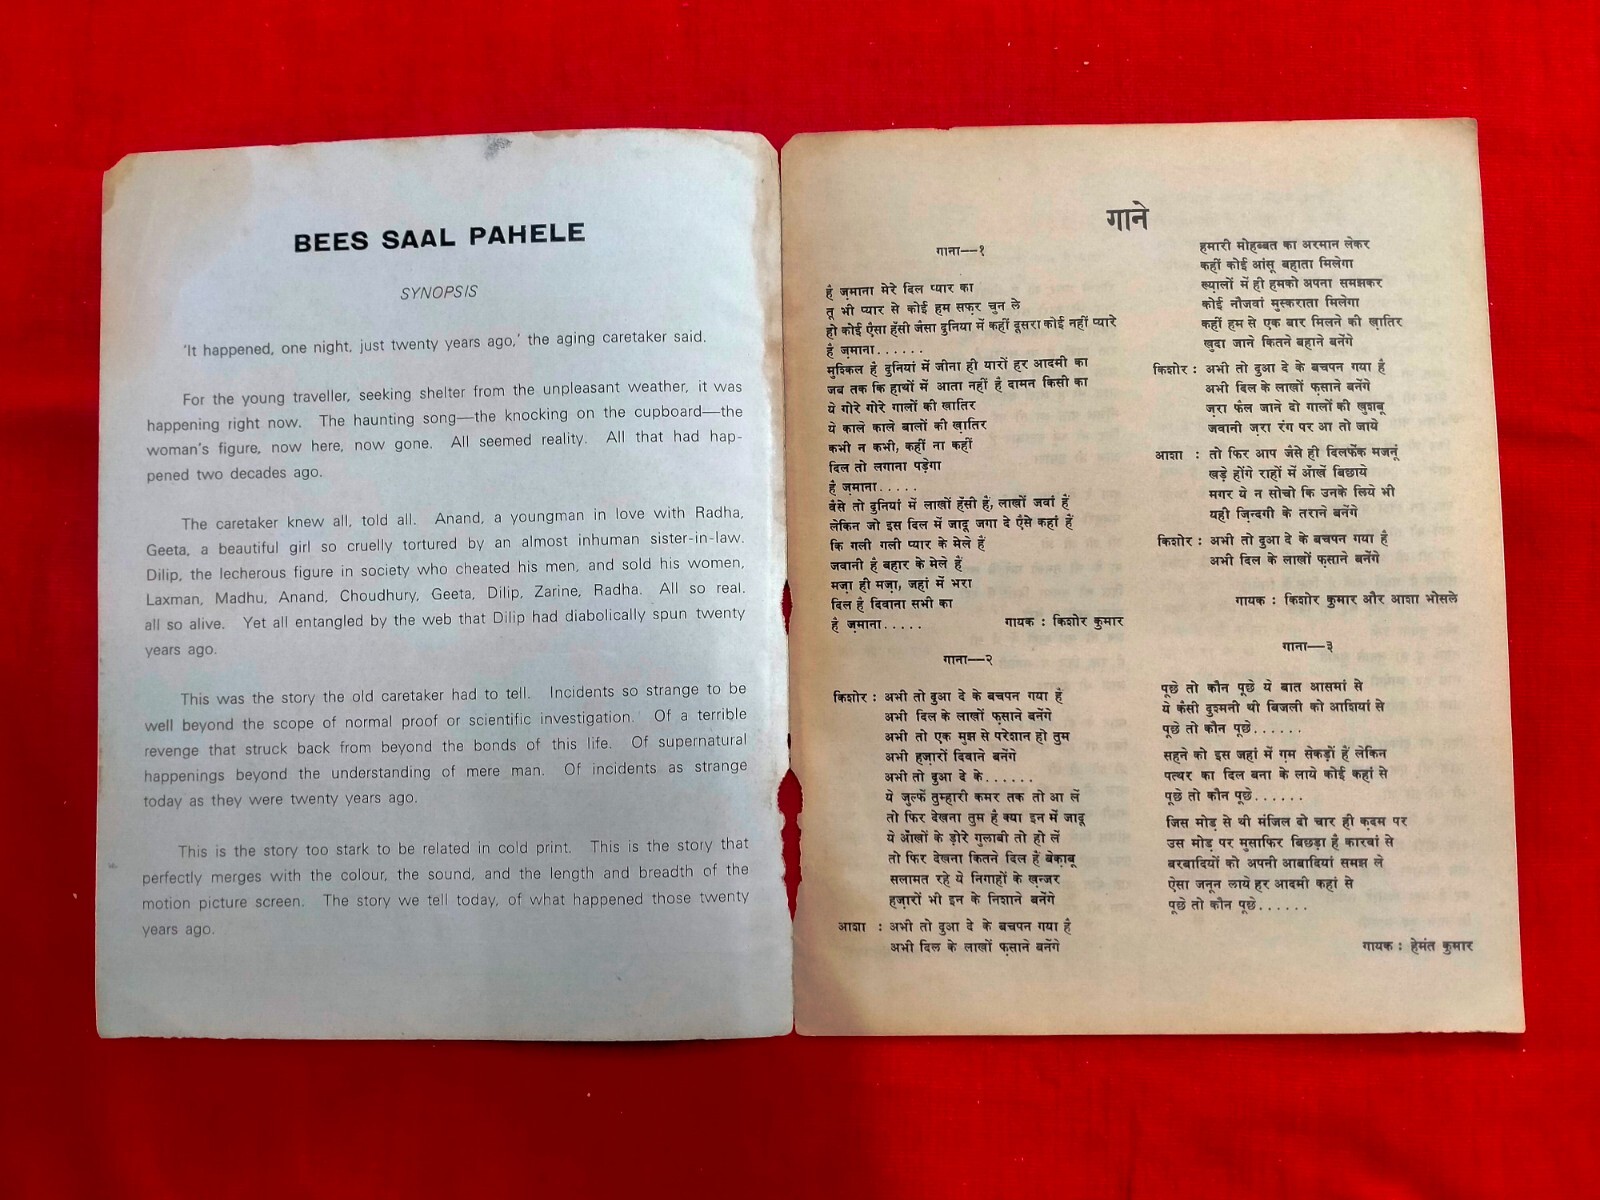 BEES SAAL PAHELE
SYNOPSIS
'It happened, one night, just twenty years ago,' the aging caretaker said.
For the young traveller, seeking shelter from the unpleasant weather, it was
happening right now. The haunting song—the knocking on the cupboard—the
woman's figure, now here, now gone. All seemed reality. All that had hap-
pened two decades ago.
The caretaker knew all, told all. Anand, a youngman in love with Radha,
Geeta, a beautiful girl so cruelly tortured by an almost inhuman sister-in-law.
Dilip, the lecherous figure in society who cheated his men, and sold his women,
Laxman, Madhu, Anand, Choudhury, Geeta, Dilip, Zarine, Radha. All so real.
all so alive. Yet all entangled by the web that Dilip had diabolically spun twenty
years ago.
This was the story the old caretaker had to tell. Incidents so strange to be
well beyond the scope of normal proof or scientific investigation. Of a terrible
revenge that struck back from beyond the bonds of this life. Of supernatural
happenings beyond the understanding of mere man. Of incidents as strange
today as they were twenty years ago.
This is the story too stark to be related in cold print. This is the story that
perfectly merges with the colour, the sound, and the length and breadth of the
motion picture screen. The story we tell today, of what happened those twenty
years ago.
गाने
गाना—१
है ज़माना मेरे दिल प्यार का
तू भी प्यार से कोई हम सफ़र चुन ले
हो कोई ऐसा हँसी जैसा दुनिया में कहीं दूसरा कोई नहीं प्यारे
है ज़माना......
मुश्किल है दुनियां में जीना ही यारों हर आदमी का
जब तक कि हाथों में आता नहीं है दामन किसी का
ये गोरे गोरे गालों की ख़ातिर
ये काले काले बालों की ख़ातिर
कभी न कभी, कहीं ना कहीं
दिल तो लगाना पड़ेगा
है ज़माना.....
वैसे तो दुनियां में लाखों हँसी हैं, लाखों जवां हैं
लेकिन जो इस दिल में जादू जगा दे ऐसे कहां हैं
कि गली गली प्यार के मेले हैं
जवानी है बहार के मेले हैं
मज़ा ही मज़ा, जहां में भरा
दिल है दिवाना सभी का
है ज़माना.....
गायक : किशोर कुमार
गाना—२
किशोर : अभी तो दुआ दे के बचपन गया है
अभी दिल के लाखों फ़साने बनेंगे
अभी तो एक मुझ से परेशान हो तुम
अभी हज़ारों दिवाने बनेंगे
अभी तो दुआ दे के......
ये ज़ुल्फें तुम्हारी कमर तक तो आ लें
तो फिर देखना तुम है क्या इन में जादू
ये आँखों के डोरे गुलाबी तो हो लें
तो फिर देखना कितने दिल हैं बेक़ाबू
सलामत रहे ये निगाहों के खन्जर
हज़ारों भी इन के निशाने बनेंगे
आशा : अभी तो दुआ दे के बचपन गया है
अभी दिल के लाखों फ़साने बनेंगे
हमारी मोहब्बत का अरमान लेकर
कहीं कोई आंसू बहाता मिलेगा
ख्य़ालों में ही हमको अपना समझकर
कोई नौजवां मुस्कराता मिलेगा
कहीं हम से एक बार मिलने की ख़ातिर
खुदा जाने कितने बहाने बनेंगे
किशोर : अभी तो दुआ दे के बचपन गया है
अभी दिल के लाखों फ़साने बनेंगे
ज़रा फैल जाने दो गालों की खुशबू
जवानी ज़रा रंग पर आ तो जाये
आशा : तो फिर आप जैसे ही दिलफेंक मजनूं
खड़े होंगे राहों में आँखें बिछाये
मगर ये न सोचो कि उनके लिये भी
यही ज़िन्दगी के तराने बनेंगे
किशोर : अभी तो दुआ दे के बचपन गया है
अभी दिल के लाखों फ़साने बनेंगे
गायक : किशोर कुमार और आशा भोसले
गाना—३
पूछे तो कौन पूछे ये बात आसमां से
ये कैसी दुश्मनी थी बिजली को आशियां से
पूछे तो कौन पूछे......
सहने को इस जहां में ग़म सेकड़ों हैं लेकिन
पत्थर का दिल बना के लाये कोई कहां से
पूछे तो कौन पूछे......
जिस मोड़ से थी मंजिल दो चार ही क़दम पर
उस मोड़ पर मुसाफिर बिछड़ा है कारवां से
बरबादियों को अपनी आबादियां समझ ले
ऐसा जनून लाये हर आदमी कहां से
पूछे तो कौन पूछे......
गायक : हेमंत कुमार